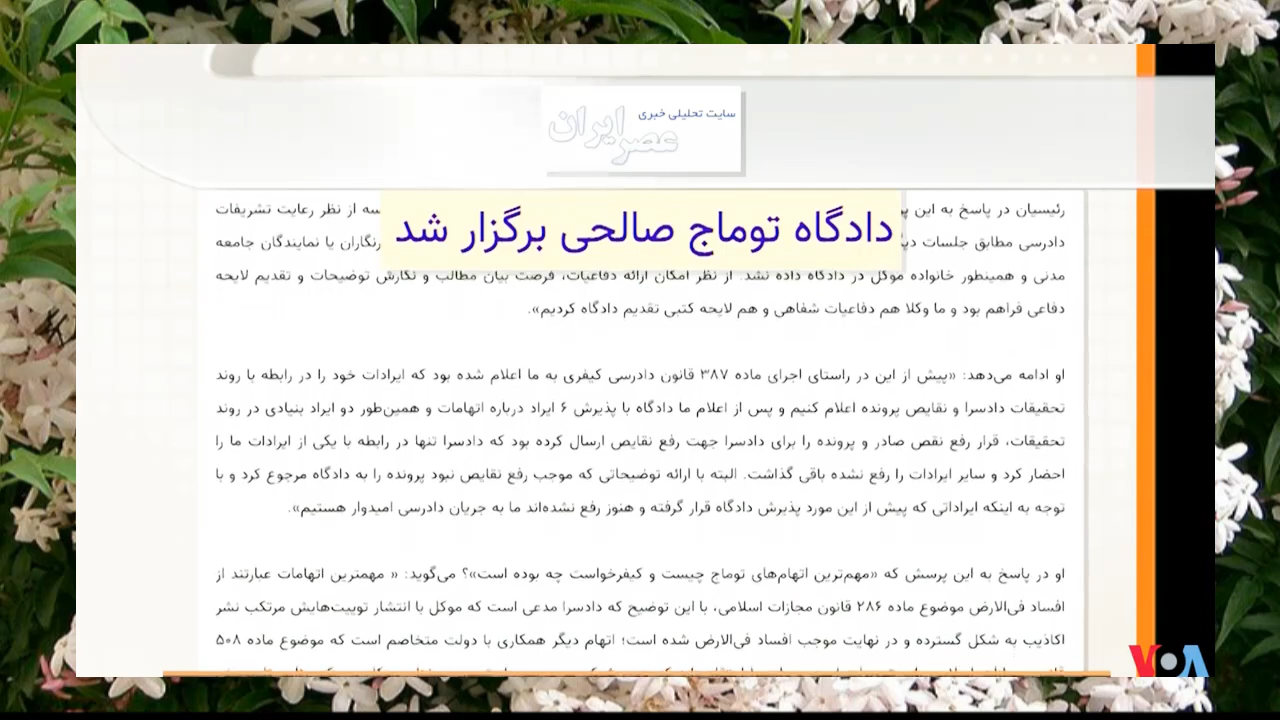 سایت تحلیلی خبری
عصر ایران
دادگاه توماج صالحی برگزار شد
رئیسیان در پاسخ به این سه از نظر رعایت تشریفات
دادرسی مطابق جلسات رنگاران یا نمایندگان جامعه
مدنی و همینطور خانواده موکل در دادگاه داده نشد. از نظر امکان ارائه دفاعیات، فرصت بیان مطالب و نگارش توضیحات و تقدیم لایحه
دفاعی فراهم بود و ما وکلا هم دفاعیات شفاهی و هم لایحه کتبی تقدیم دادگاه کردیم».
او ادامه می‌دهد: «پیش از این در راستای اجرای ماده ۳۸۷ قانون دادرسی کیفری به ما اعلام شده بود که ایرادات خود را در رابطه با روند
تحقیقات دادسرا و نقایص پرونده اعلام کنیم و پس از اعلام ما دادگاه با پذیرش ۶ ایراد درباره اتهامات و همین‌طور دو ایراد بنیادی در روند
تحقیقات، قرار رفع نقص صادر و پرونده را برای دادسرا جهت رفع نقایص ارسال کرده بود که دادسرا تنها در رابطه با یکی از ایرادات ما را
احضار کرد و سایر ایرادات را رفع نشده باقی گذاشت. البته با ارائه توضیحاتی که موجب رفع نقایص نبود پرونده را به دادگاه مرجوع کرد و با
توجه به اینکه ایراداتی که پیش از این مورد پذیرش دادگاه قرار گرفته و هنوز رفع نشده‌اند ما به جریان دادرسی امیدوار هستیم».
او در پاسخ به این پرسش که «مهم‌ترین اتهام‌های توماج چیست و کیفرخواست چه بوده است»؟ می‌گوید: « مهمترین اتهامات عبارتند از
افساد فی‌الارض موضوع ماده ۲۸۶ قانون مجازات اسلامی، با این توضیح که دادسرا مدعی است که موکل با انتشار توییت‌هایش مرتکب نشر
اکاذیب به شکل گسترده و در نهایت موجب افساد فی‌الارض شده است؛ اتهام دیگر همکاری با دولت متخاصم است که موضوع ماده ۵۰۸
VOA